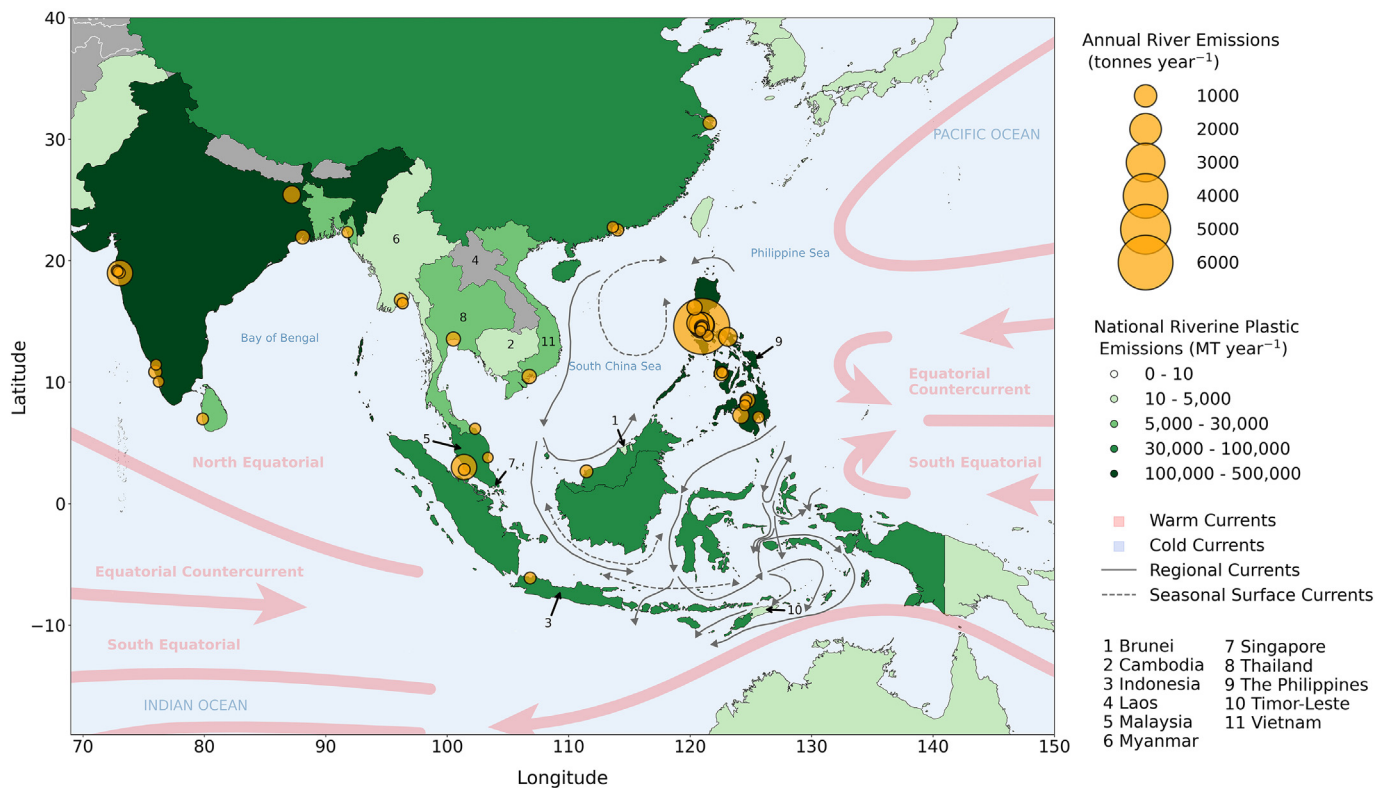 40
30
20
10
0
−10
Latitude
70
80
90
100
110
120
130
140
150
Longitude
PACIFIC OCEAN
Philippine Sea
Bay of Bengal
South China Sea
Equatorial
Countercurrent
North Equatorial
South Equatorial
Equatorial Countercurrent
South Equatorial
INDIAN OCEAN
6
4
8
2
11
9
5
7
1
3
10
Annual River Emissions
(tonnes year⁻¹)
1000
2000
3000
4000
5000
6000
National Riverine Plastic
Emissions (MT year⁻¹)
0 - 10
10 - 5,000
5,000 - 30,000
30,000 - 100,000
100,000 - 500,000
Warm Currents
Cold Currents
Regional Currents
Seasonal Surface Currents
1 Brunei
2 Cambodia
3 Indonesia
4 Laos
5 Malaysia
6 Myanmar
7 Singapore
8 Thailand
9 The Philippines
10 Timor-Leste
11 Vietnam